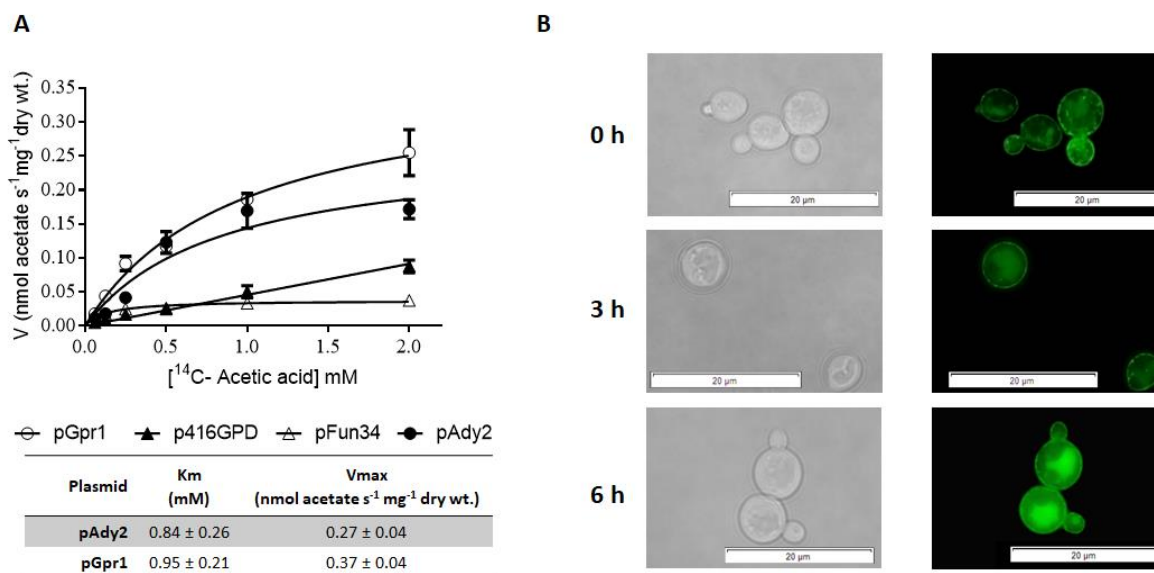 A
B
V (nmol acetate s⁻¹mg⁻¹dry wt.)
0.35
0.30
0.25
0.20
0.15
0.10
0.05
0.00
0.0 0.5 1.0 1.5 2.0
[¹⁴C- Acetic acid] mM
pGpr1 p416GPD pFun34 pAdy2
Plasmid Km (mM) Vmax (nmol acetate s⁻¹ mg⁻¹ dry wt.)
pAdy2 0.84 ± 0.26 0.27 ± 0.04
pGpr1 0.95 ± 0.21 0.37 ± 0.04
0 h
20 µm
20 µm
3 h
20 µm
20 µm
6 h
20 µm
20 µm